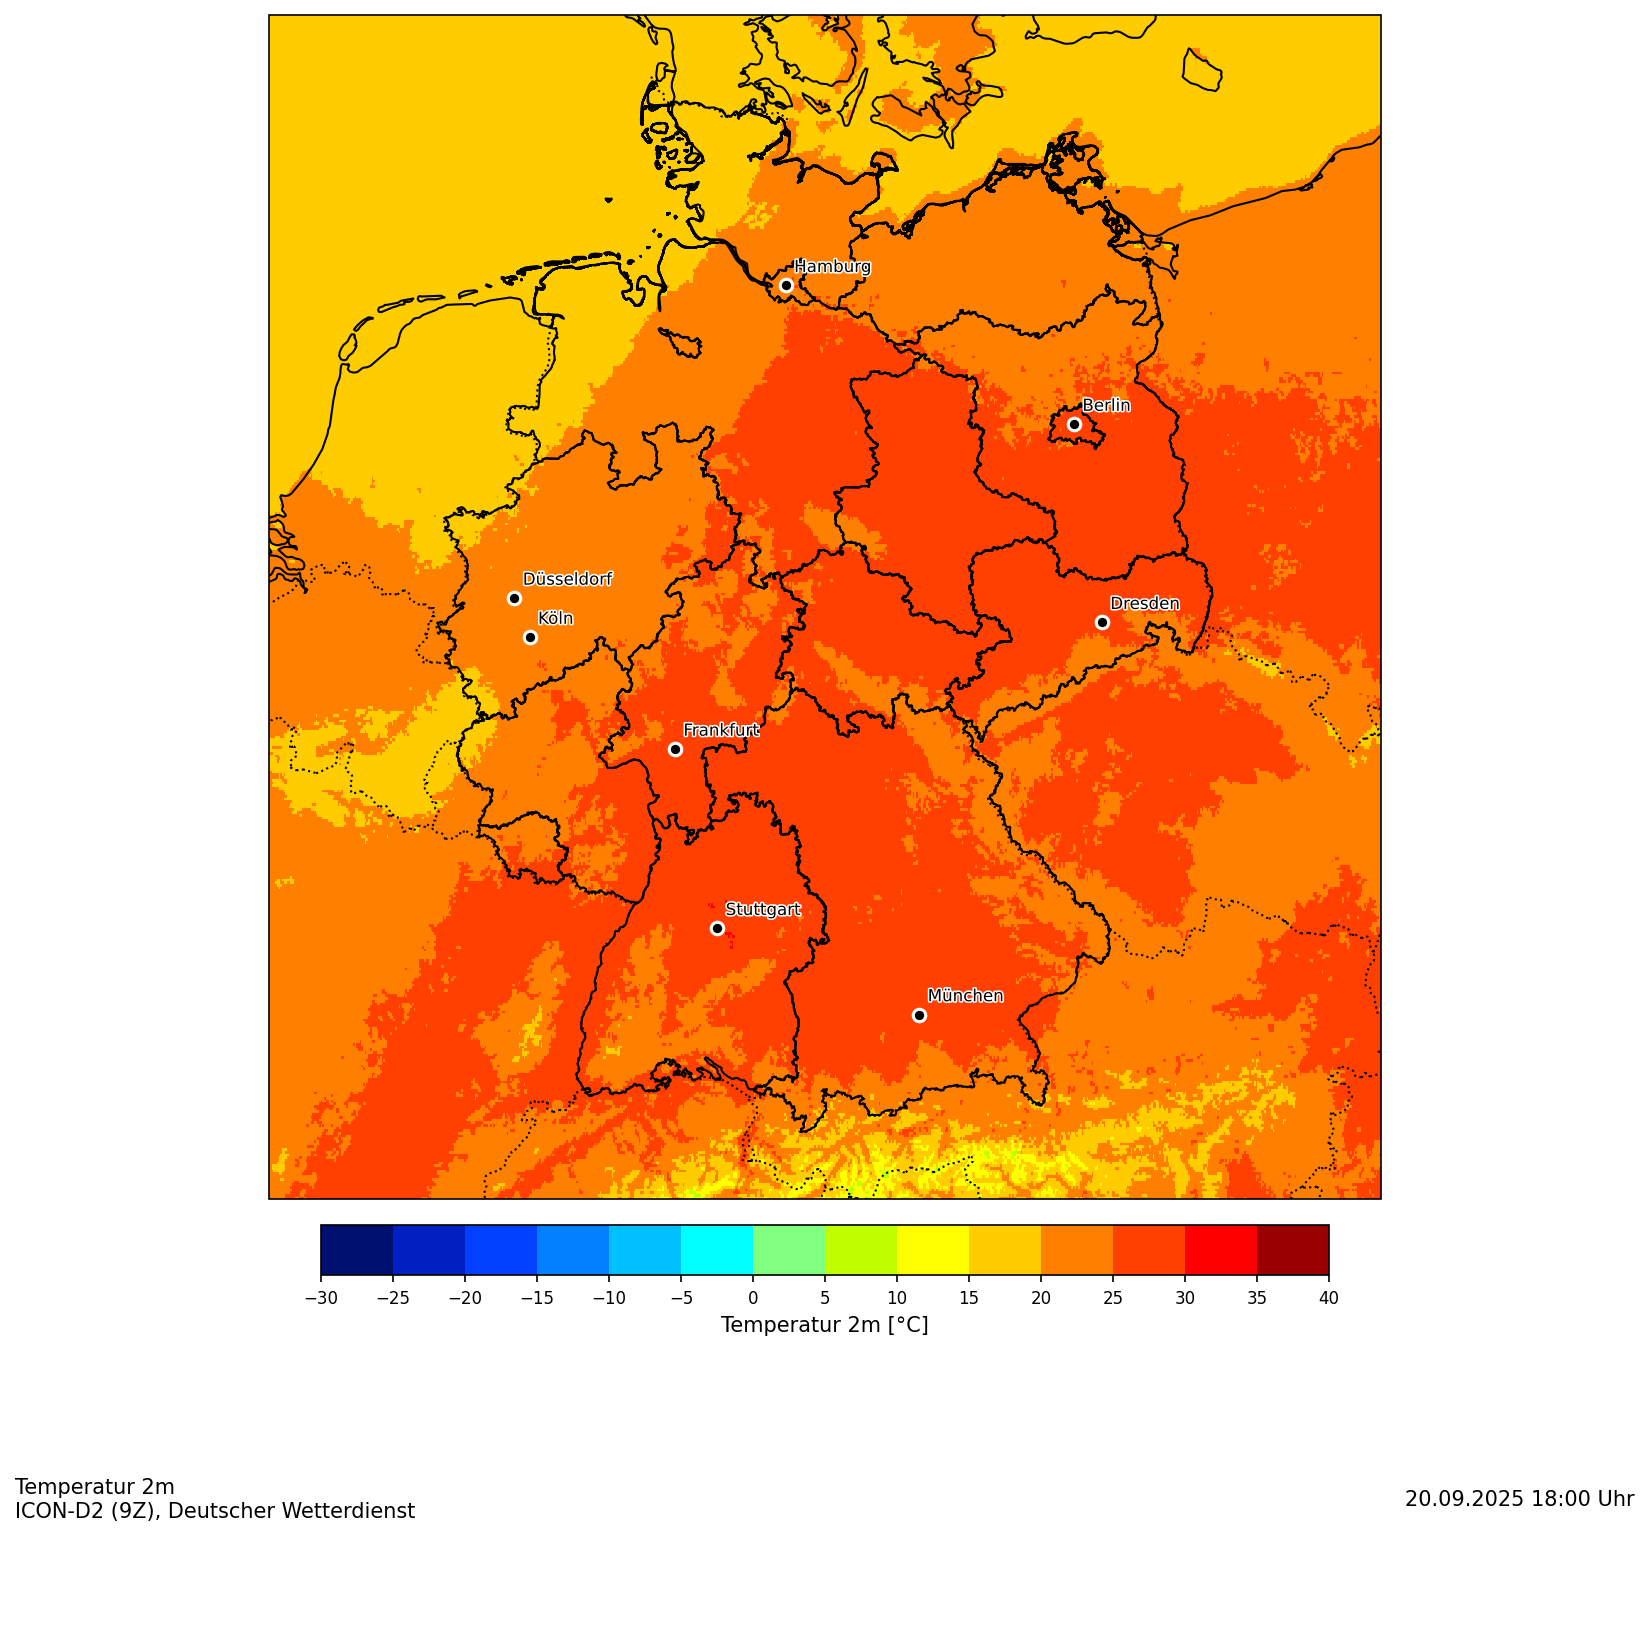 Hamburg
Berlin
Düsseldorf
Köln
Dresden
Frankfurt
Stuttgart
München
−30 −25 −20 −15 −10 −5 0 5 10 15 20 25 30 35 40
Temperatur 2m [°C]
Temperatur 2m
ICON-D2 (9Z), Deutscher Wetterdienst
20.09.2025 18:00 Uhr